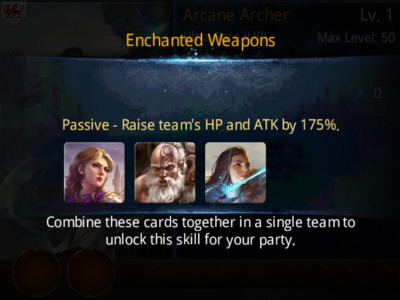 Arcane Archer
Lv. 1
Enchanted Weapons
Max Level: 50
0
Passive - Raise team's HP and ATK by 175%.
Combine these cards together in a single team to
unlock this skill for your party.